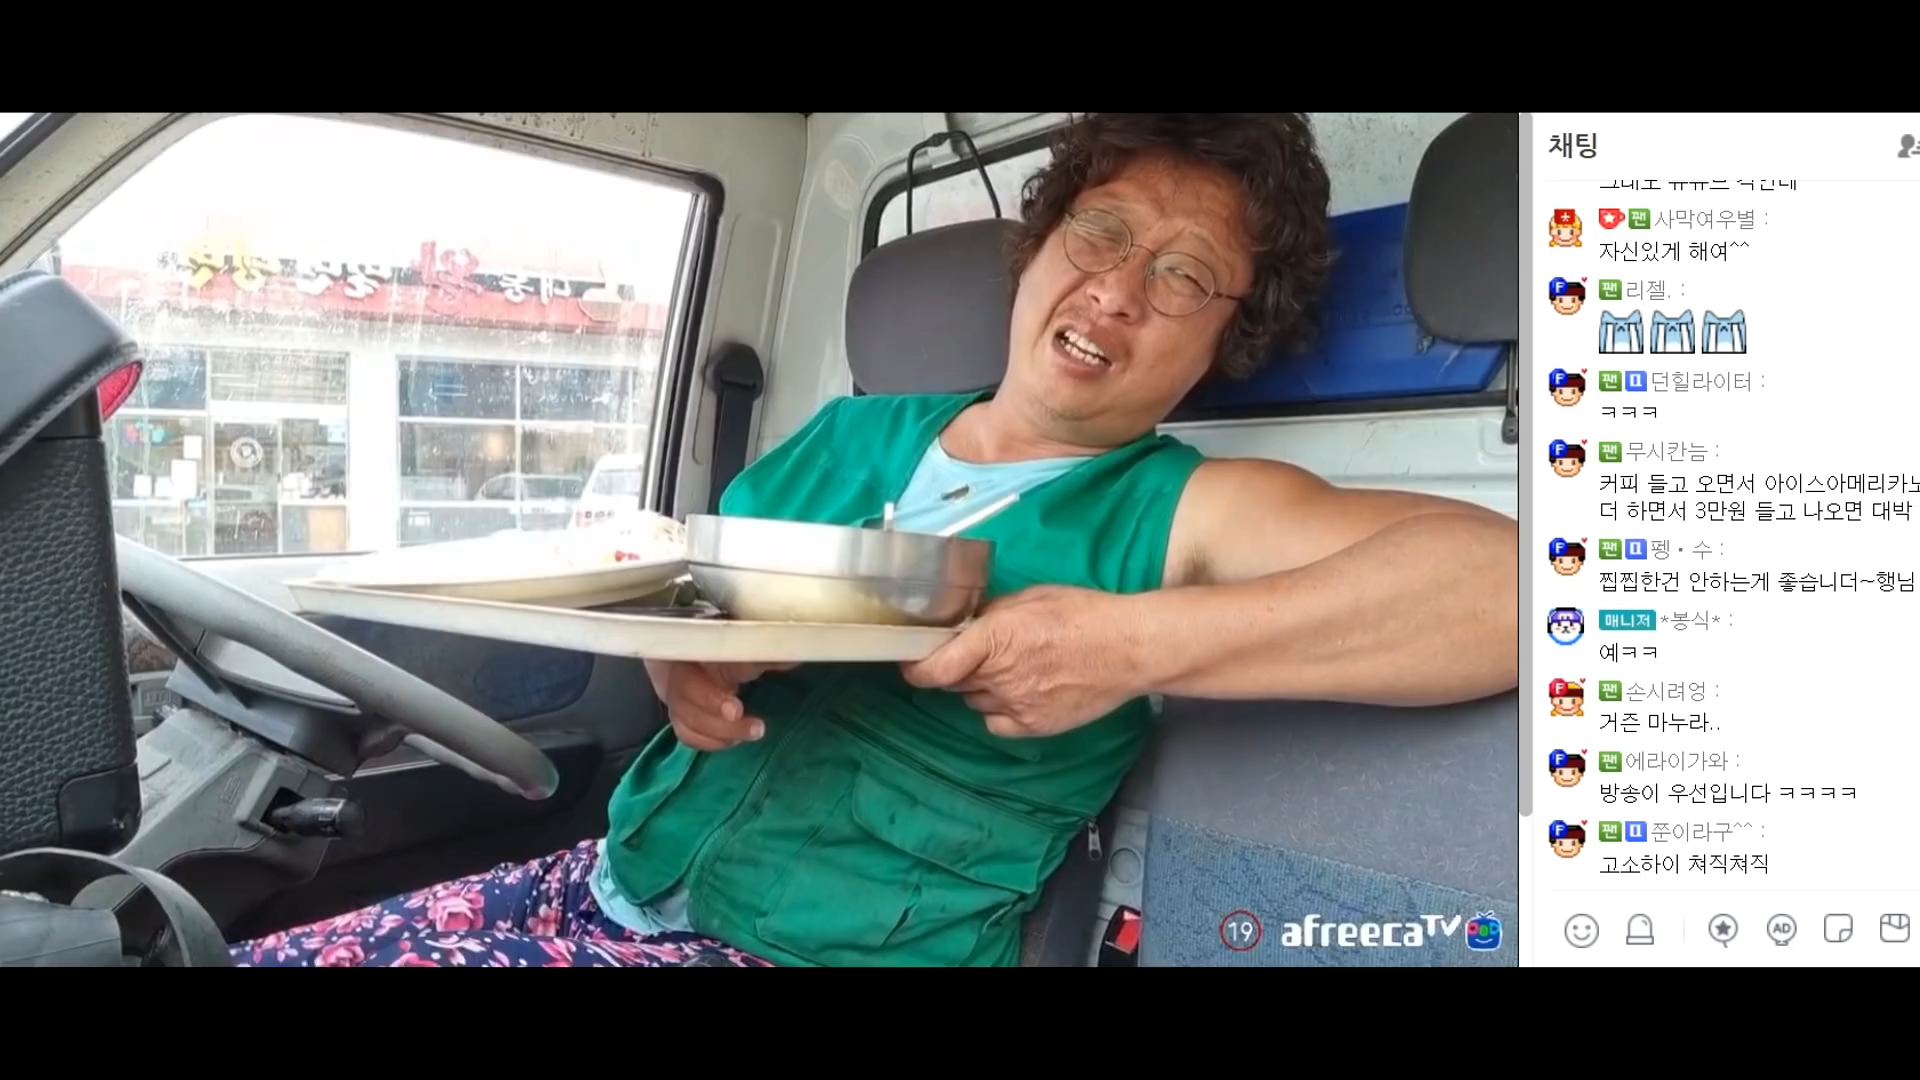 채팅
사막여우별 :
자신있게 해여^^
리젤. :
던힐라이터 :
ㅋㅋㅋ
무시칸늠 :
커피 들고 오면서 아이스아메리카노
더 하면서 3만원 들고 나오면 대박
펭 · 수 :
찝찝한건 안하는게 좋습니더~행님
매니저 *봉식* :
예ㅋㅋ
팬 손시려엉 :
거즌 마누라..
팬 에라이가와 :
방송이 우선입니다 ㅋㅋㅋㅋ
쭌이라구^^ :
고소하이 쳐직쳐직
19 afreecaTV
AD